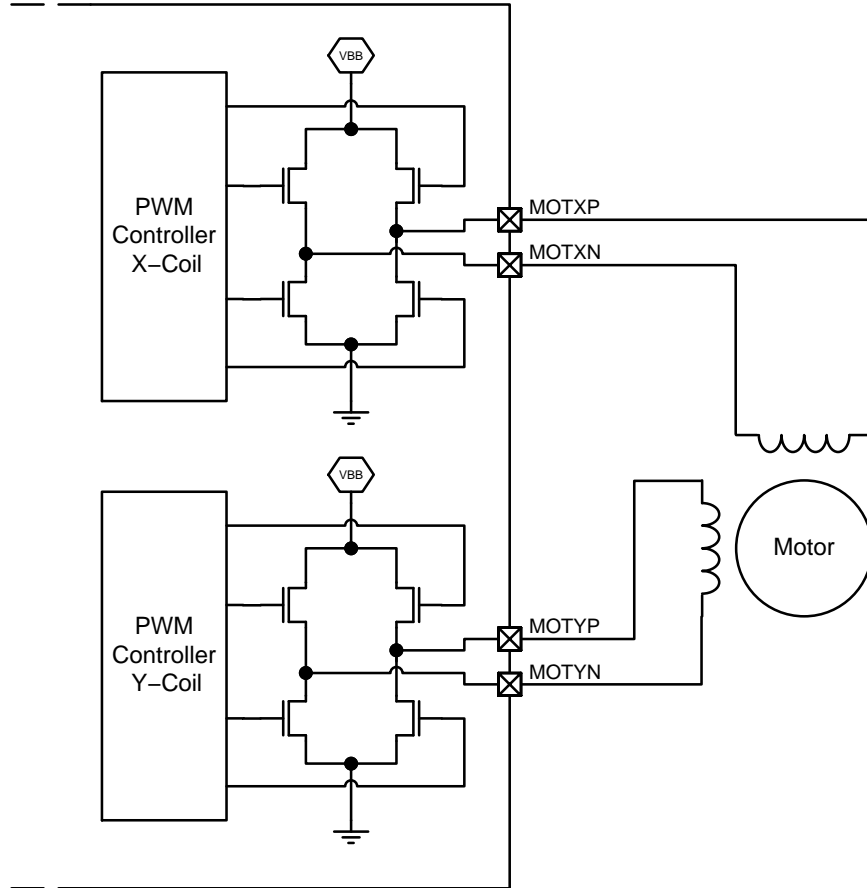 VBB
PWM
Controller
X−Coil
MOTXP
MOTXN
VBB
PWM
Controller
Y−Coil
Motor
MOTYP
MOTYN